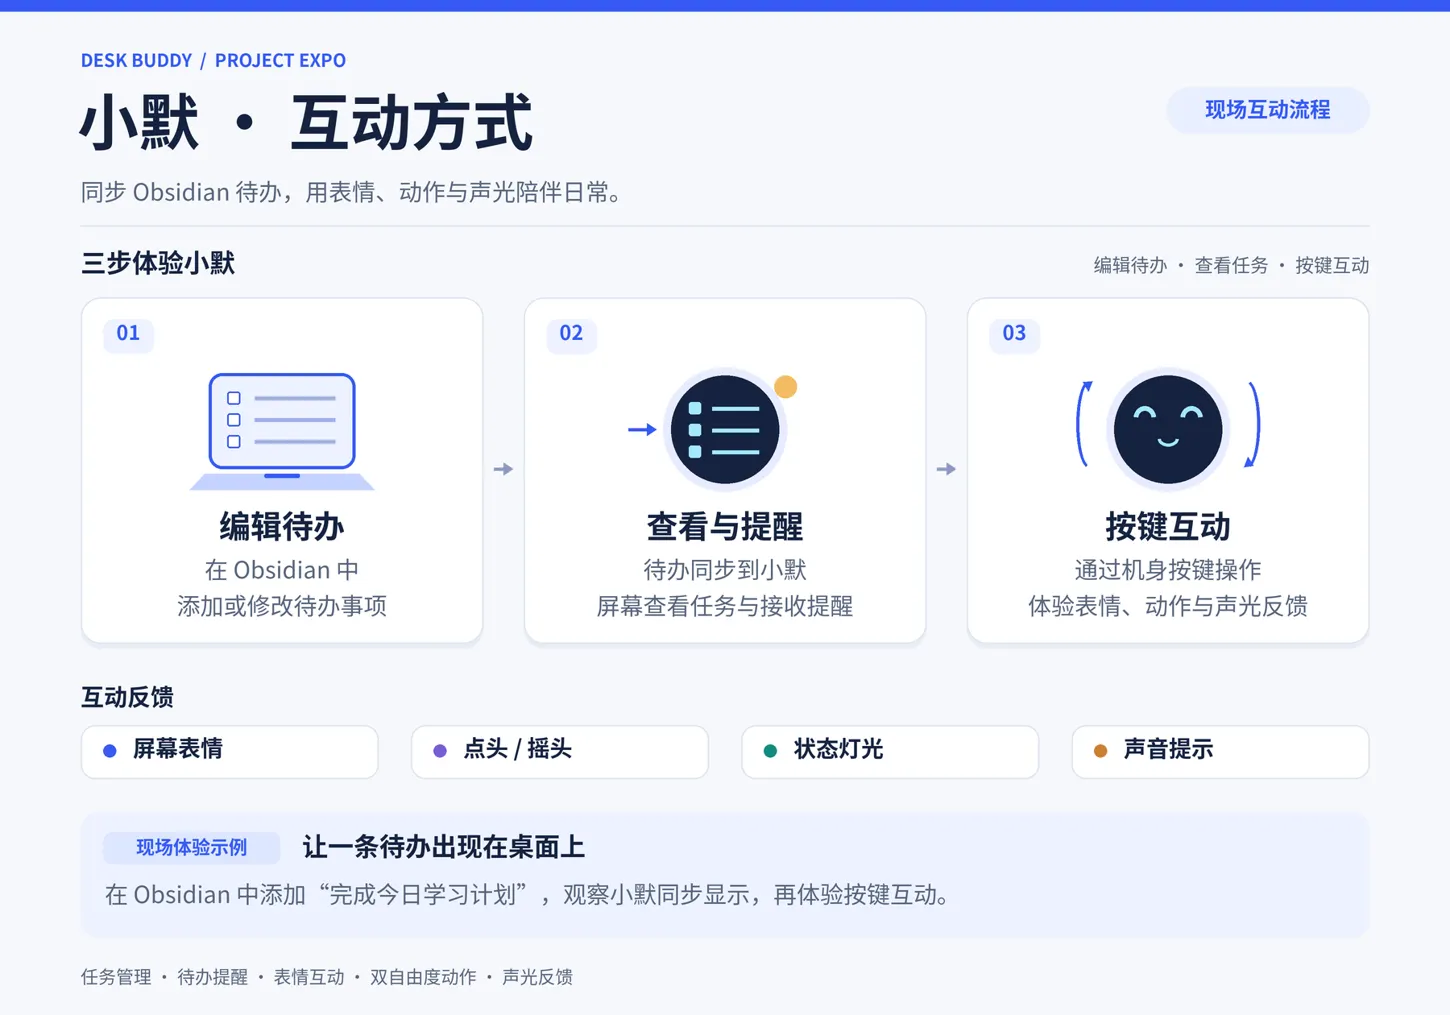 DESK BUDDY / PROJECT EXPO
小默 · 互动方式
现场互动流程
同步 Obsidian 待办，用表情、动作与声光陪伴日常。
三步体验小默
编辑待办 · 查看任务 · 按键互动
01
编辑待办
在 Obsidian 中
添加或修改待办事项
02
查看与提醒
待办同步到小默
屏幕查看任务与接收提醒
03
按键互动
通过机身按键操作
体验表情、动作与声光反馈
互动反馈
屏幕表情
点头 / 摇头
状态灯光
声音提示
现场体验示例
让一条待办出现在桌面上
在 Obsidian 中添加“完成今日学习计划”，观察小默同步显示，再体验按键互动。
任务管理 · 待办提醒 · 表情互动 · 双自由度动作 · 声光反馈